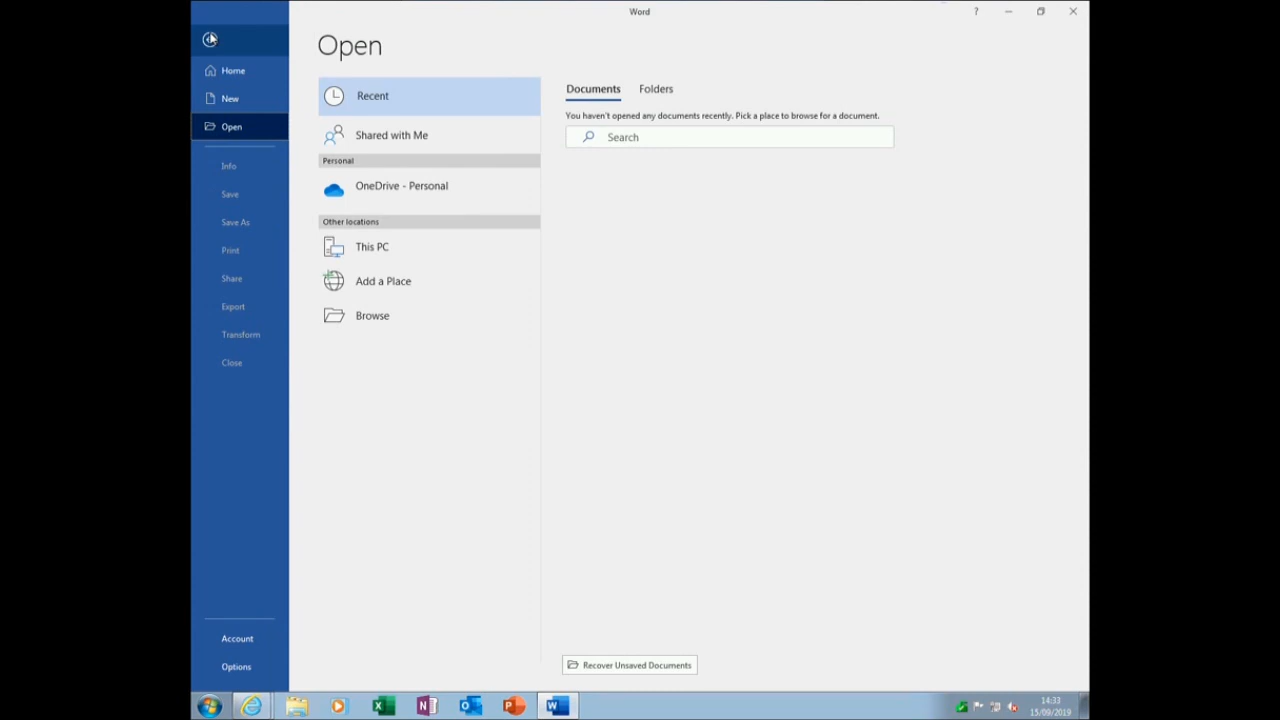 Word
?
Home
New
Open
Info
Save
Save As
Print
Share
Export
Transform
Close
Account
Options
Open
Recent
Shared with Me
Personal
OneDrive - Personal
Other locations
This PC
Add a Place
Browse
Documents Folders
You haven't opened any documents recently. Pick a place to browse for a document.
Search
Recover Unsaved Documents
14:33
15/09/2019